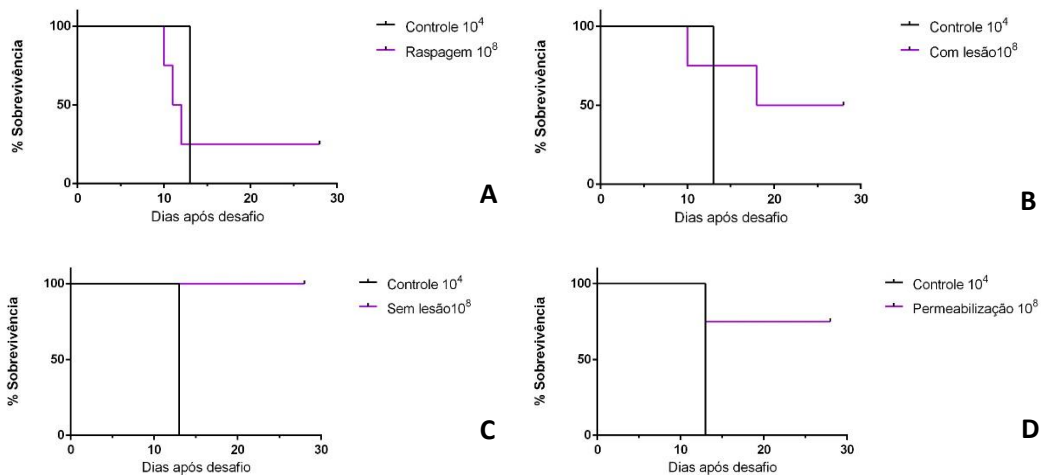 100
50
0
% Sobrevivência
0 10 20 30
Dias após desafio
Controle 10⁴
Raspagem 10⁸
A
100
50
0
% Sobrevivência
0 10 20 30
Dias após desafio
Controle 10⁴
Com lesão10⁸
B
100
50
0
% Sobrevivência
0 10 20 30
Dias após desafio
Controle 10⁴
Sem lesão10⁸
C
100
50
0
% Sobrevivência
0 10 20 30
Dias após desafio
Controle 10⁴
Permeabilização 10⁸
D